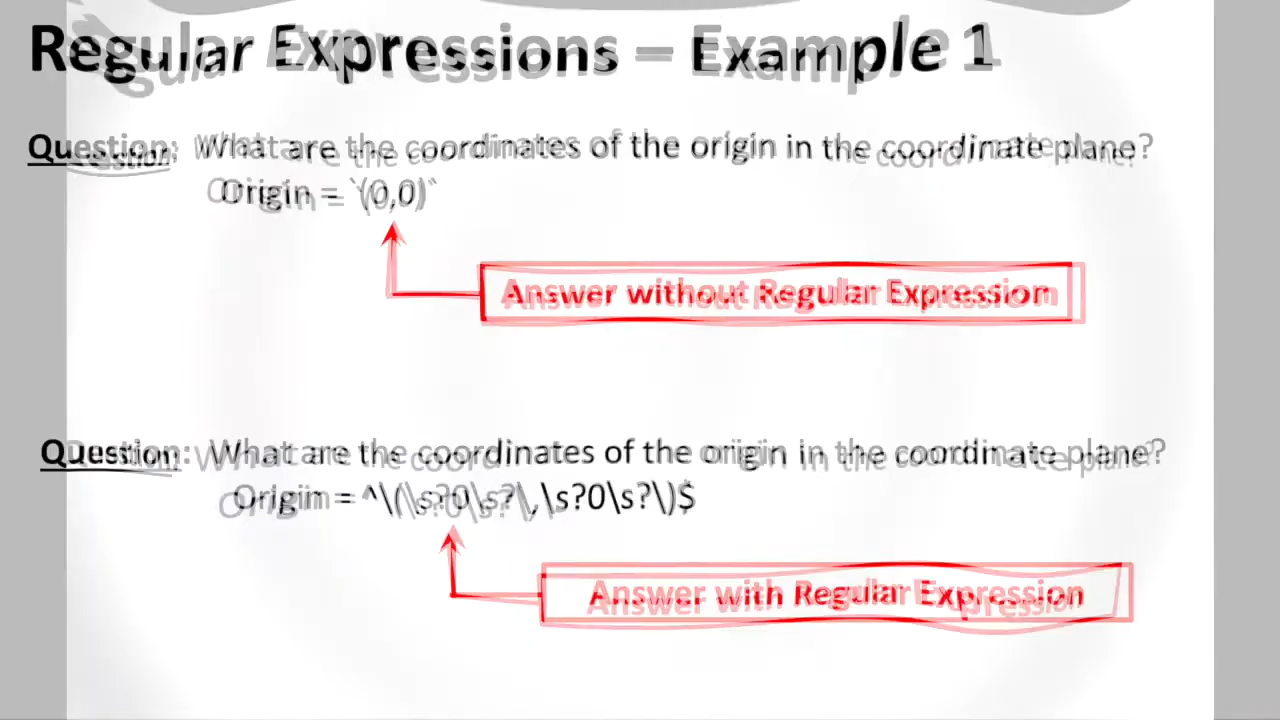 Regular Expressions – Example 1
Question: What are the coordinates of the origin in the coordinate plane?
Origin = `(0,0)`
Answer without Regular Expression
Question: What are the coordinates of the origin in the coordinate plane?
Origin = ^\(\s?0\s?\,\s?0\s?\)$
Answer with Regular Expression